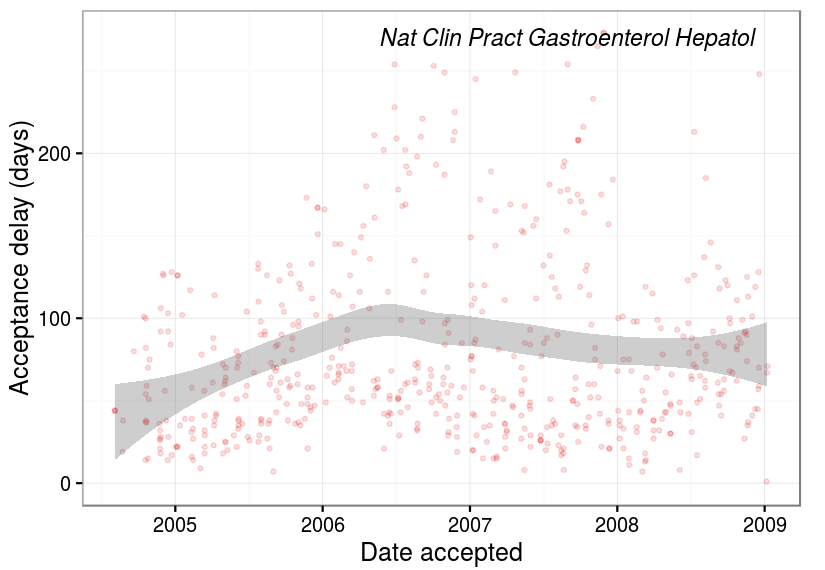 Nat Clin Pract Gastroenterol Hepatol
Acceptance delay (days)
200
100
0
2005 2006 2007 2008 2009
Date accepted